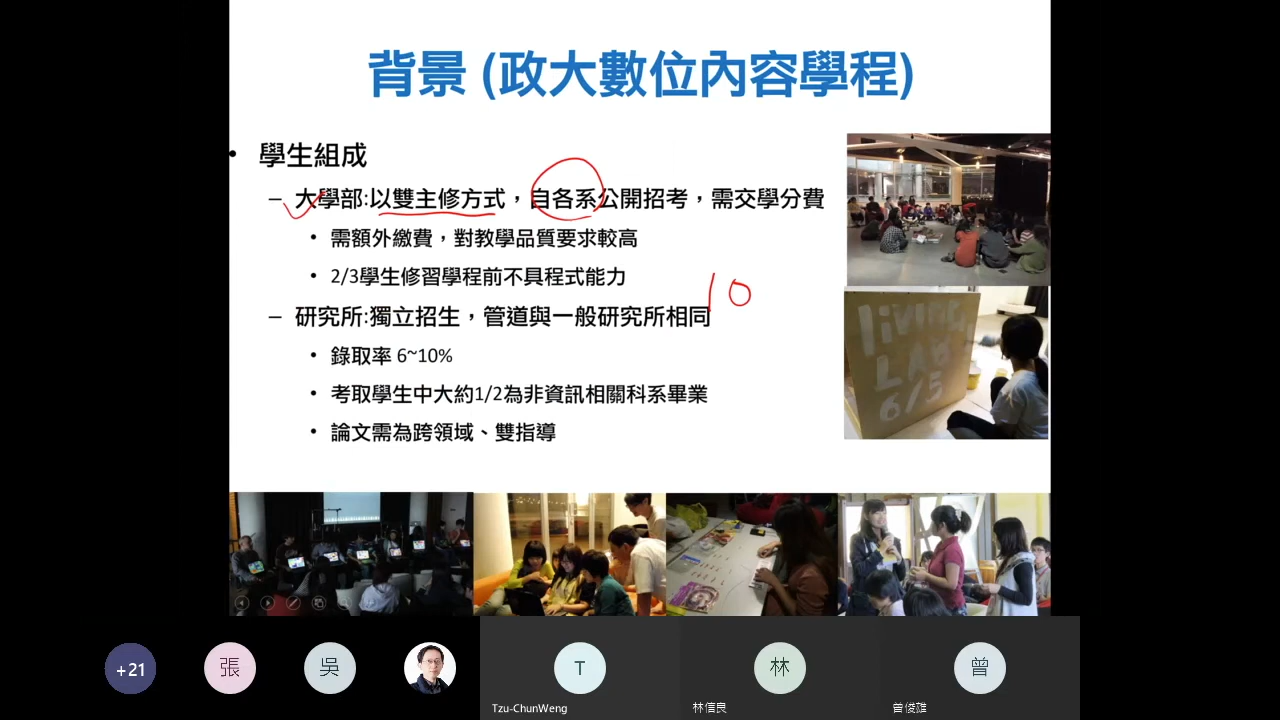 背景 (政大數位內容學程)
• 學生組成
– 大學部:以雙主修方式，自各系公開招考，需交學分費
• 需額外繳費，對教學品質要求較高
• 2/3學生修習學程前不具程式能力
10
– 研究所:獨立招生，管道與一般研究所相同
• 錄取率 6~10%
• 考取學生中大約1/2為非資訊相關科系畢業
• 論文需為跨領域、雙指導
LIVING
LAB
6/5
+21
張
吳
T
林
曾
Tzu-ChunWeng
林信良
曾俊雄